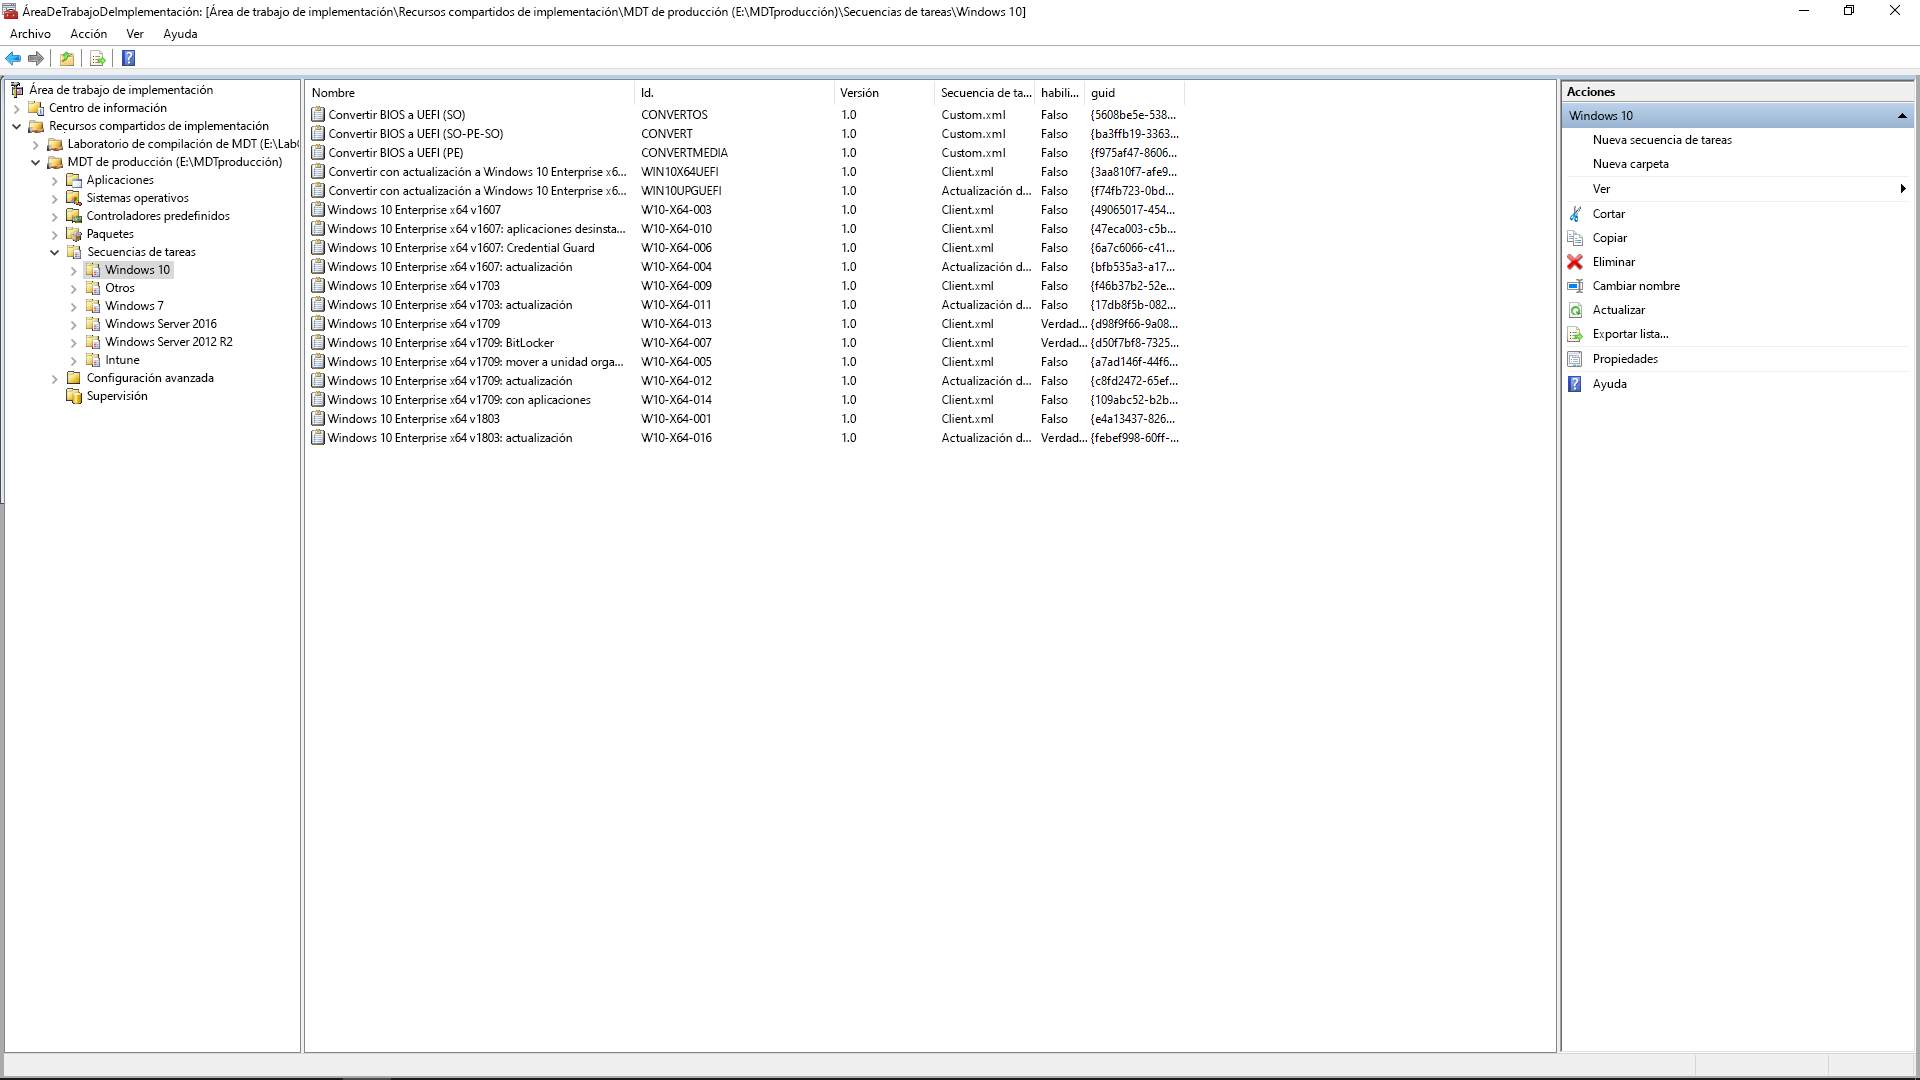 ÁreaDeTrabajoDeImplementación: [Área de trabajo de implementación\Recursos compartidos de implementación\MDT de producción (E:\MDTproducción)\Secuencias de tareas\Windows 10]
Archivo Acción Ver Ayuda
Área de trabajo de implementación
Centro de información
Recursos compartidos de implementación
Laboratorio de compilación de MDT (E:\Lab
MDT de producción (E:\MDTproducción)
Aplicaciones
Sistemas operativos
Controladores predefinidos
Paquetes
Secuencias de tareas
Windows 10
Otros
Windows 7
Windows Server 2016
Windows Server 2012 R2
Intune
Configuración avanzada
Supervisión
Nombre Id. Versión Secuencia de ta... habili... guid
Convertir BIOS a UEFI (SO) CONVERTOS 1.0 Custom.xml Falso {5608be5e-538...
Convertir BIOS a UEFI (SO-PE-SO) CONVERT 1.0 Custom.xml Falso {ba3ffb19-3363...
Convertir BIOS a UEFI (PE) CONVERTMEDIA 1.0 Custom.xml Falso {f975af47-8606...
Convertir con actualización a Windows 10 Enterprise x6... WIN10X64UEFI 1.0 Client.xml Falso {3aa810f7-afe9...
Convertir con actualización a Windows 10 Enterprise x6... WIN10UPGUEFI 1.0 Actualización d... Falso {f74fb723-0bd...
Windows 10 Enterprise x64 v1607 W10-X64-003 1.0 Client.xml Falso {49065017-454...
Windows 10 Enterprise x64 v1607: aplicaciones desinsta... W10-X64-010 1.0 Client.xml Falso {47eca003-c5b...
Windows 10 Enterprise x64 v1607: Credential Guard W10-X64-006 1.0 Client.xml Falso {6a7c6066-c41...
Windows 10 Enterprise x64 v1607: actualización W10-X64-004 1.0 Actualización d... Falso {bfb535a3-a17...
Windows 10 Enterprise x64 v1703 W10-X64-009 1.0 Client.xml Falso {f46b37b2-52e...
Windows 10 Enterprise x64 v1703: actualización W10-X64-011 1.0 Actualización d... Falso {17db8f5b-082...
Windows 10 Enterprise x64 v1709 W10-X64-013 1.0 Client.xml Verdad... {d98f9f66-9a08...
Windows 10 Enterprise x64 v1709: BitLocker W10-X64-007 1.0 Client.xml Verdad... {d50f7bf8-7325...
Windows 10 Enterprise x64 v1709: mover a unidad orga... W10-X64-005 1.0 Client.xml Falso {a7ad146f-44f6...
Windows 10 Enterprise x64 v1709: actualización W10-X64-012 1.0 Actualización d... Falso {c8fd2472-65ef...
Windows 10 Enterprise x64 v1709: con aplicaciones W10-X64-014 1.0 Client.xml Falso {109abc52-b2b...
Windows 10 Enterprise x64 v1803 W10-X64-001 1.0 Client.xml Falso {e4a13437-826...
Windows 10 Enterprise x64 v1803: actualización W10-X64-016 1.0 Actualización d... Verdad... {febef998-60ff-...
Acciones
Windows 10
Nueva secuencia de tareas
Nueva carpeta
Ver
Cortar
Copiar
Eliminar
Cambiar nombre
Actualizar
Exportar lista...
Propiedades
Ayuda